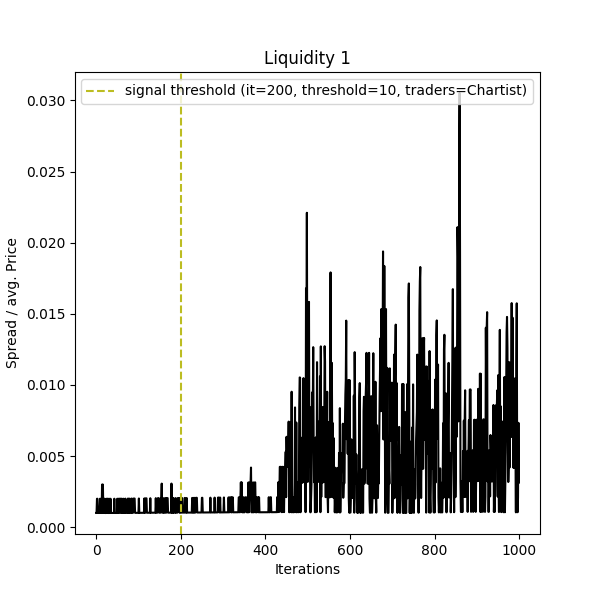 Liquidity 1
signal threshold (it=200, threshold=10, traders=Chartist)
Spread / avg. Price
0.030
0.025
0.020
0.015
0.010
0.005
0.000
0 200 400 600 800 1000
Iterations